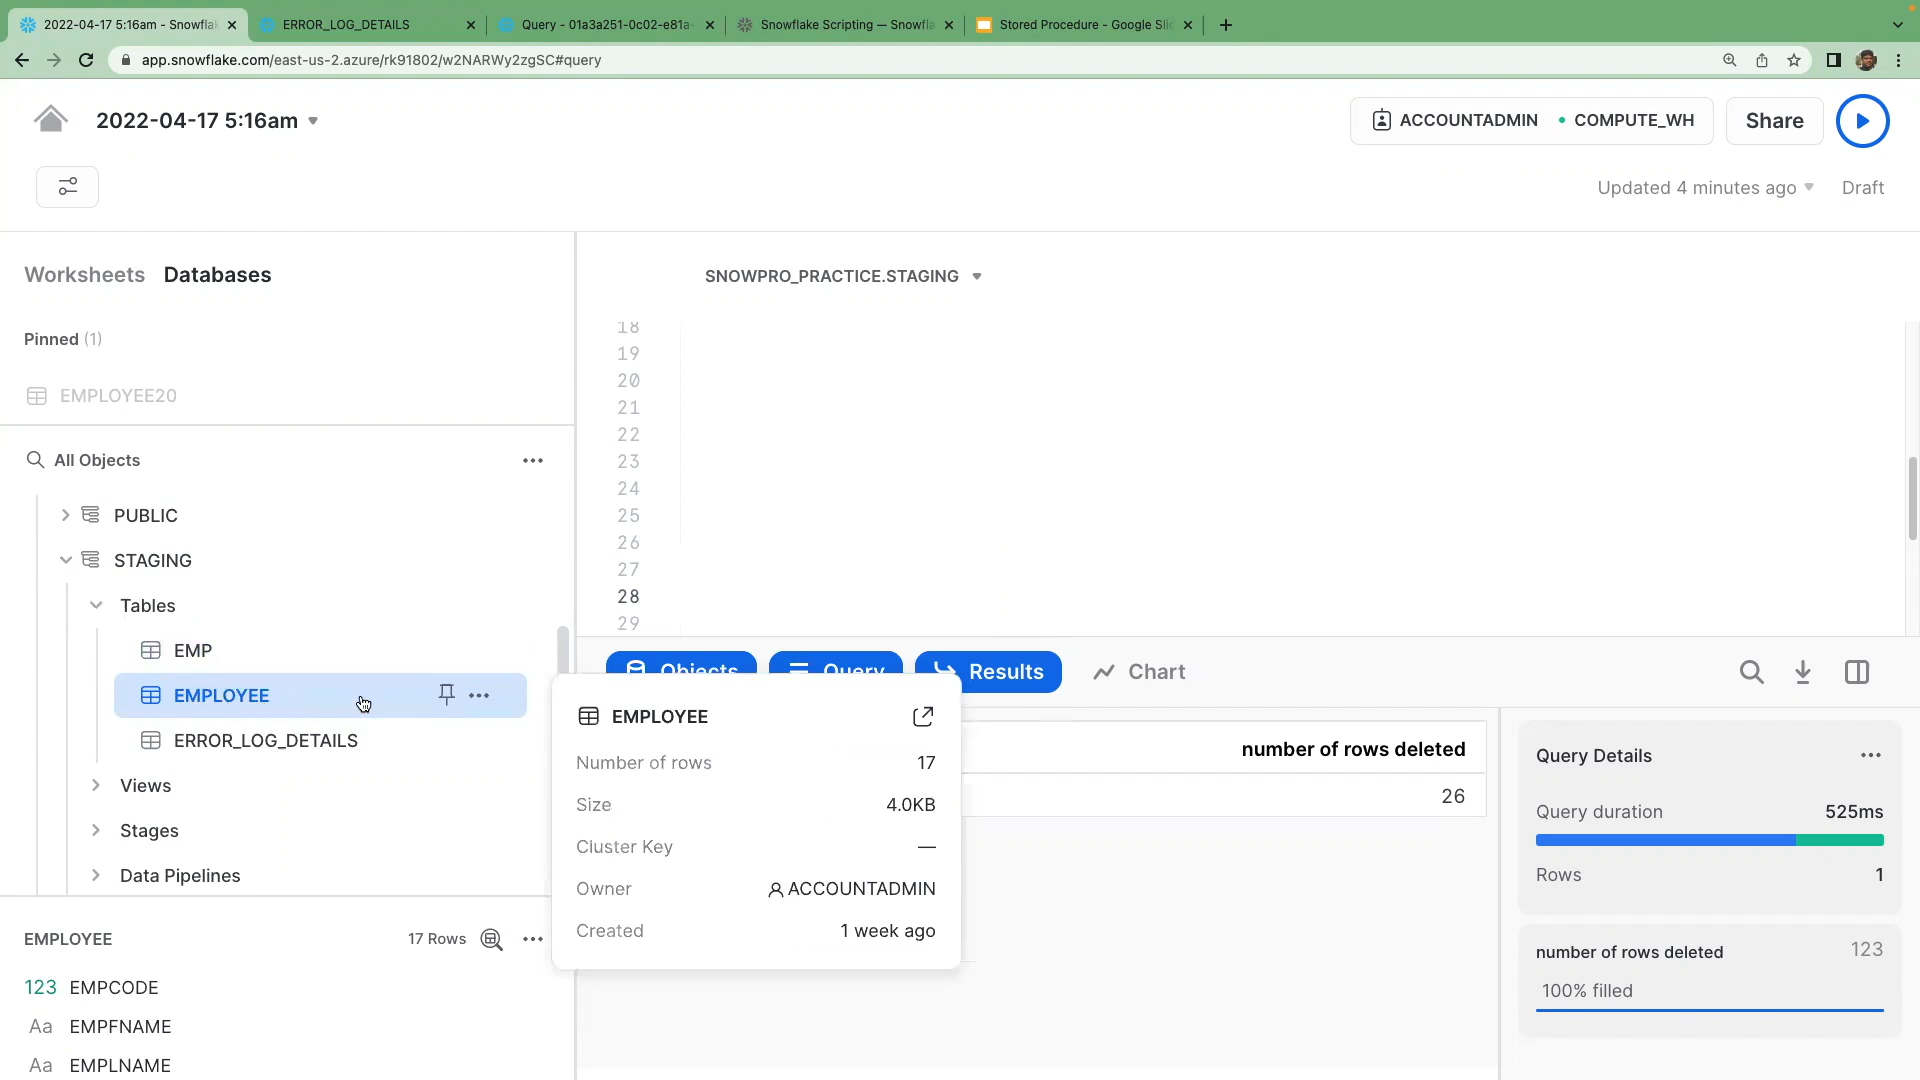 2022-04-17 5:16am - Snowfla
ERROR_LOG_DETAILS
Query - 01a3a251-0c02-e81a-
Snowflake Scripting — Snowfla
Stored Procedure - Google Slid
app.snowflake.com/east-us-2.azure/rk91802/w2NARWy2zgSC#query
2022-04-17 5:16am
ACCOUNTADMIN
COMPUTE_WH
Share
Updated 4 minutes ago
Draft
Worksheets
Databases
SNOWPRO_PRACTICE.STAGING
Pinned (1)
EMPLOYEE20
All Objects
PUBLIC
STAGING
Tables
EMP
EMPLOYEE
ERROR_LOG_DETAILS
Views
Stages
Data Pipelines
EMPLOYEE
17 Rows
123 EMPCODE
Aa EMPFNAME
Aa EMPLNAME
18
19
20
21
22
23
24
25
26
27
28
29
Objects
Query
Results
Chart
EMPLOYEE
Number of rows 17
Size 4.0KB
Cluster Key —
Owner ACCOUNTADMIN
Created 1 week ago
number of rows deleted
26
Query Details
Query duration 525ms
Rows 1
number of rows deleted 123
100% filled